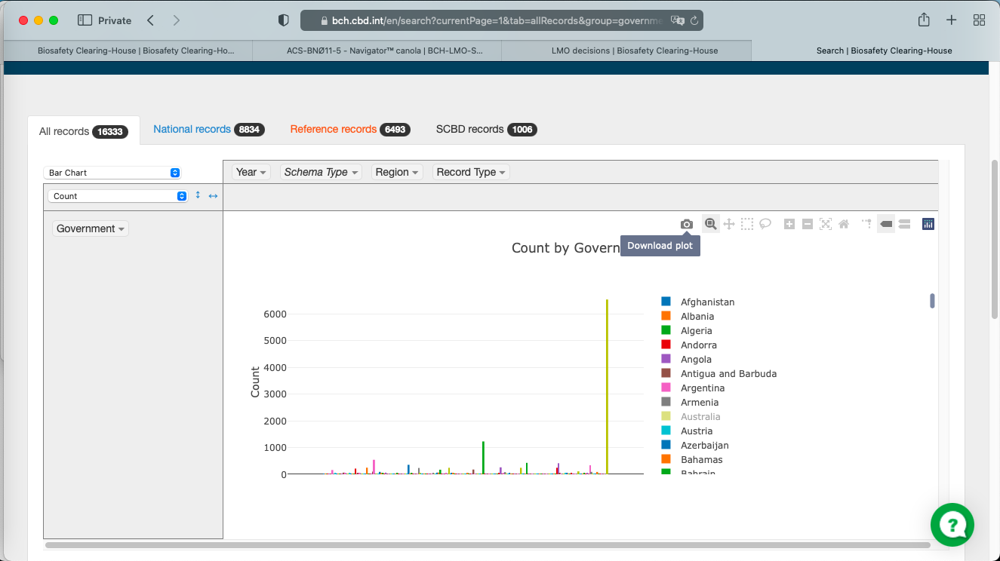 Private
bch.cbd.int/en/search?currentPage=1&tab=allRecords&group=governme
Biosafety Clearing-House | Biosafety Clearing-Ho...
ACS-BNØ11-5 - Navigator™ canola | BCH-LMO-S...
LMO decisions | Biosafety Clearing-House
Search | Biosafety Clearing-House
All records 16333
National records 8834
Reference records 6493
SCBD records 1006
Bar Chart
Year
Schema Type
Region
Record Type
Count
Government
Download plot
Count by Govern
6000
5000
4000
3000
2000
1000
0
Count
Afghanistan
Albania
Algeria
Andorra
Angola
Antigua and Barbuda
Argentina
Armenia
Australia
Austria
Azerbaijan
Bahamas
Bahrain
?